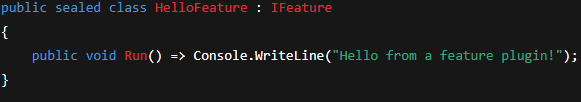 public sealed class HelloFeature : IFeature
{
    public void Run() => Console.WriteLine("Hello from a feature plugin!");
}